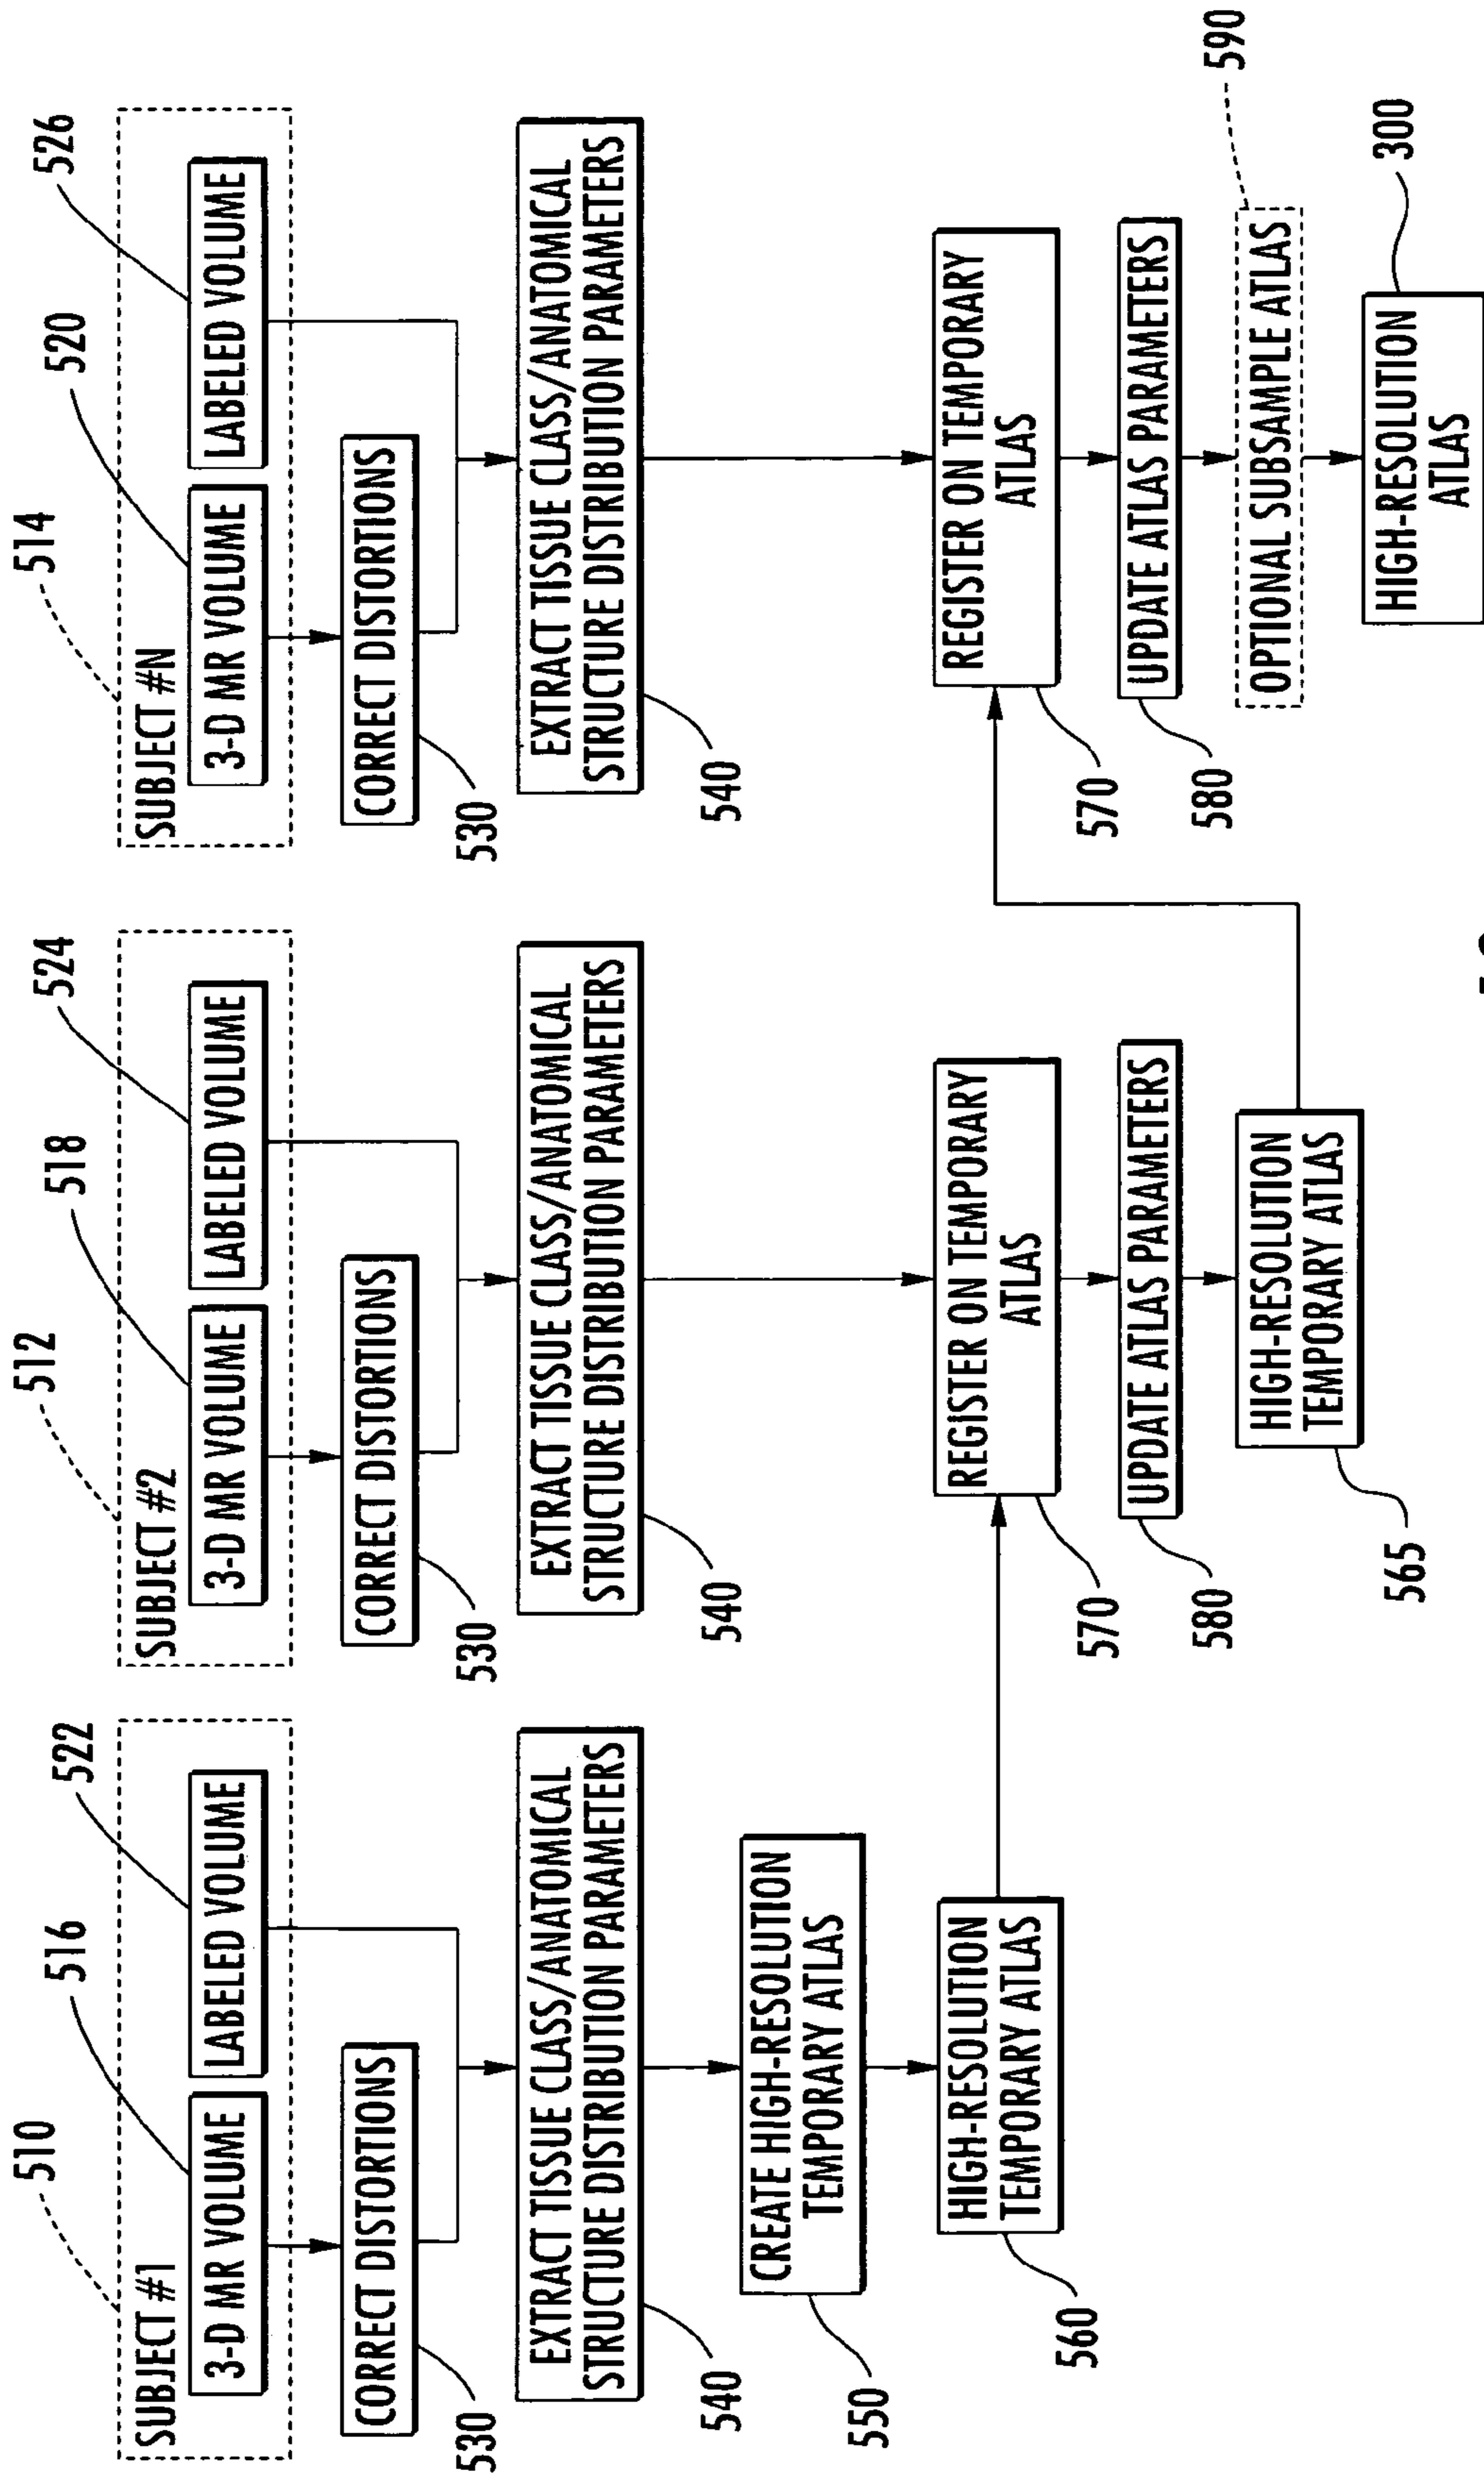 510
SUBJECT #1
516
522
3-D MR VOLUME
LABELED VOLUME
CORRECT DISTORTIONS
530
EXTRACT TISSUE CLASS/ANATOMICAL
STRUCTURE DISTRIBUTION PARAMETERS
540
CREATE HIGH-RESOLUTION
TEMPORARY ATLAS
550
HIGH-RESOLUTION
TEMPORARY ATLAS
560
512
SUBJECT #2
518
524
3-D MR VOLUME
LABELED VOLUME
CORRECT DISTORTIONS
530
EXTRACT TISSUE CLASS/ANATOMICAL
STRUCTURE DISTRIBUTION PARAMETERS
540
REGISTER ON TEMPORARY
ATLAS
570
UPDATE ATLAS PARAMETERS
580
HIGH-RESOLUTION
TEMPORARY ATLAS
565
514
SUBJECT #N
520
526
3-D MR VOLUME
LABELED VOLUME
CORRECT DISTORTIONS
530
EXTRACT TISSUE CLASS/ANATOMICAL
STRUCTURE DISTRIBUTION PARAMETERS
540
REGISTER ON TEMPORARY
ATLAS
570
UPDATE ATLAS PARAMETERS
580
OPTIONAL SUBSAMPLE ATLAS
590
HIGH-RESOLUTION
ATLAS
300